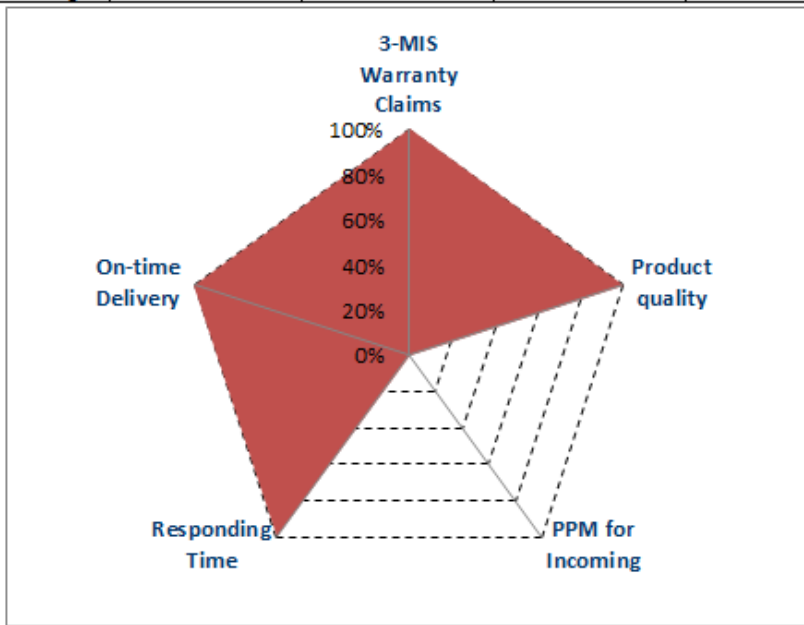 3-MIS
Warranty
Claims
100%
80%
60%
On-time
Delivery
Product
quality
40%
20%
0%
Responding
Time
PPM for
Incoming